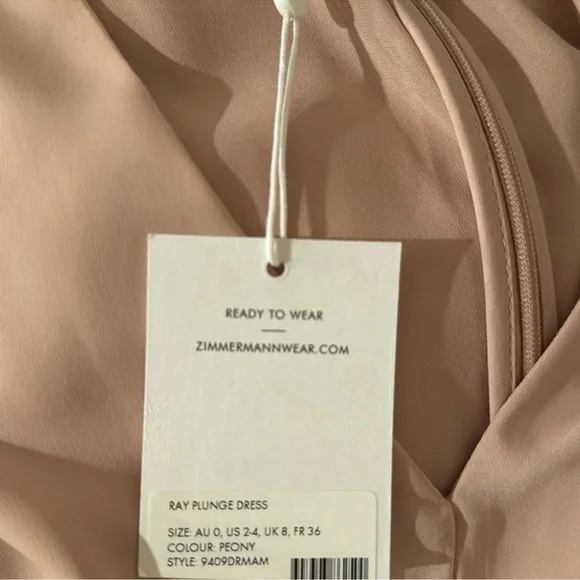 READY TO WEAR
ZIMMERMANNWEAR.COM
RAY PLUNGE DRESS
SIZE: AU 0, US 2-4, UK 8, FR 36
COLOUR: PEONY
STYLE: 9409DRMAM